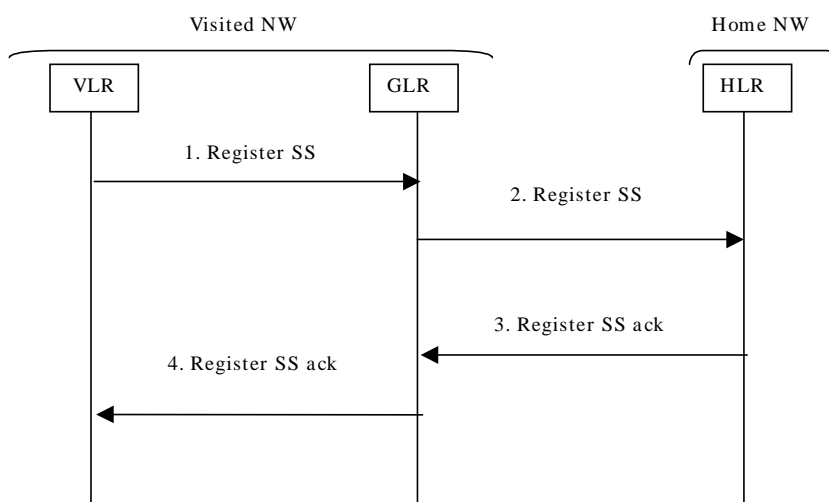 Visited NW
Home NW
VLR
GLR
HLR
1. Register SS
2. Register SS
3. Register SS ack
4. Register SS ack